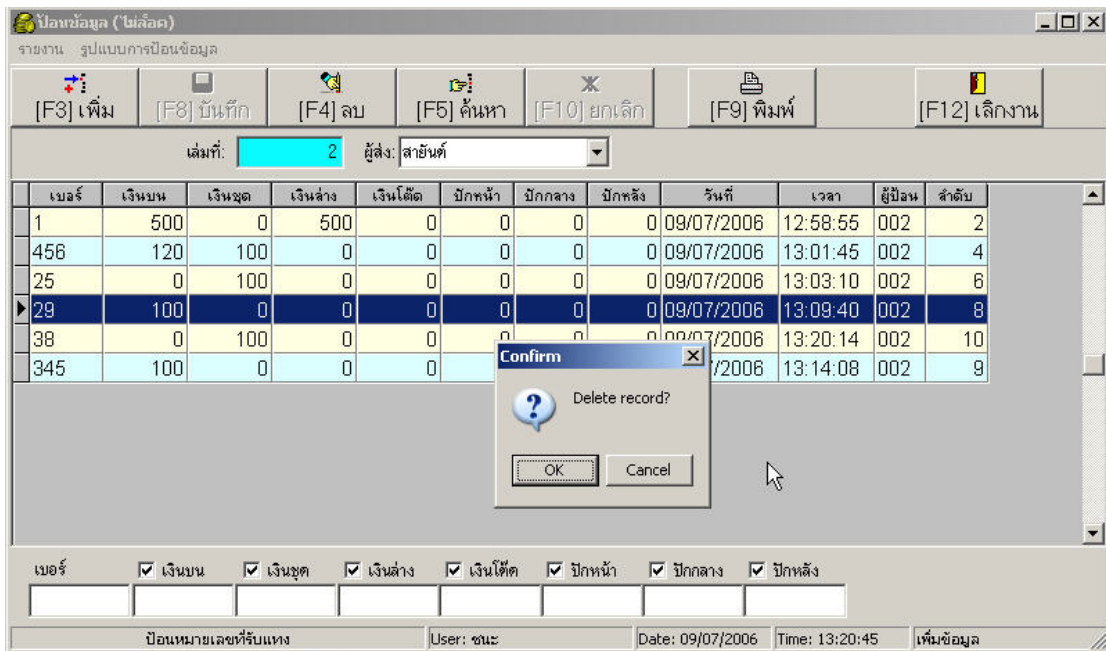 ป้อนข้อมูล (ไม่ล็อค)
รายงาน รูปแบบการป้อนข้อมูล
[F3] เพิ่ม [F8] บันทึก [F4] ลบ [F5] ค้นหา [F10] ยกเลิก [F9] พิมพ์ [F12] เลิกงาน
เล่มที่: 2 ผู้ส่ง: สายันต์
เบอร์ เงินบน เงินชุด เงินล่าง เงินโต๊ด ปักหน้า ปักกลาง ปักหลัง วันที่ เวลา ผู้ป้อน ลำดับ
1 500 0 500 0 0 0 0 09/07/2006 12:58:55 002 2
456 120 100 0 0 0 0 0 09/07/2006 13:01:45 002 4
25 0 100 0 0 0 0 0 09/07/2006 13:03:10 002 6
29 100 0 0 0 0 0 0 09/07/2006 13:09:40 002 8
38 0 100 0 0 0 0 0 09/07/2006 13:20:14 002 10
345 100 0 0 0 /2006 13:14:08 002 9
Confirm
Delete record?
OK Cancel
เบอร์ เงินบน เงินชุด เงินล่าง เงินโต๊ด ปักหน้า ปักกลาง ปักหลัง
ป้อนหมายเลขที่รับแทง User: ชนะ Date: 09/07/2006 Time: 13:20:45 เพิ่มข้อมูล